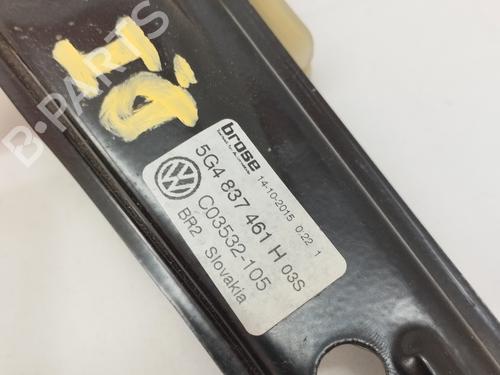 B-PARTS
brose
14-10-2015 0:22 1
5G4 837 461 H 03S
C03532-105
BR2 Slovakia